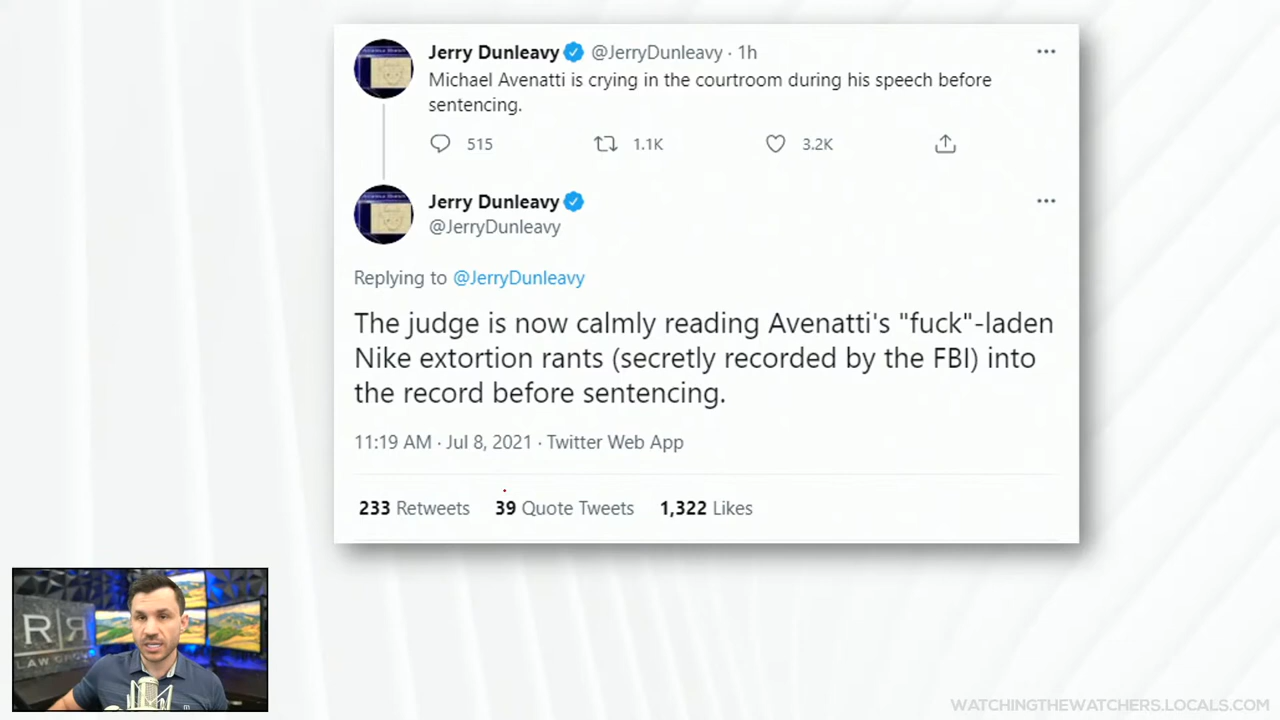 Jerry Dunleavy @JerryDunleavy · 1h
Michael Avenatti is crying in the courtroom during his speech before
sentencing.
515 1.1K 3.2K
Jerry Dunleavy
@JerryDunleavy
Replying to @JerryDunleavy
The judge is now calmly reading Avenatti's "fuck"-laden
Nike extortion rants (secretly recorded by the FBI) into
the record before sentencing.
11:19 AM · Jul 8, 2021 · Twitter Web App
233 Retweets 39 Quote Tweets 1,322 Likes
R R
LAW GROUP
WATCHINGTHEWATCHERS.LOCALS.COM